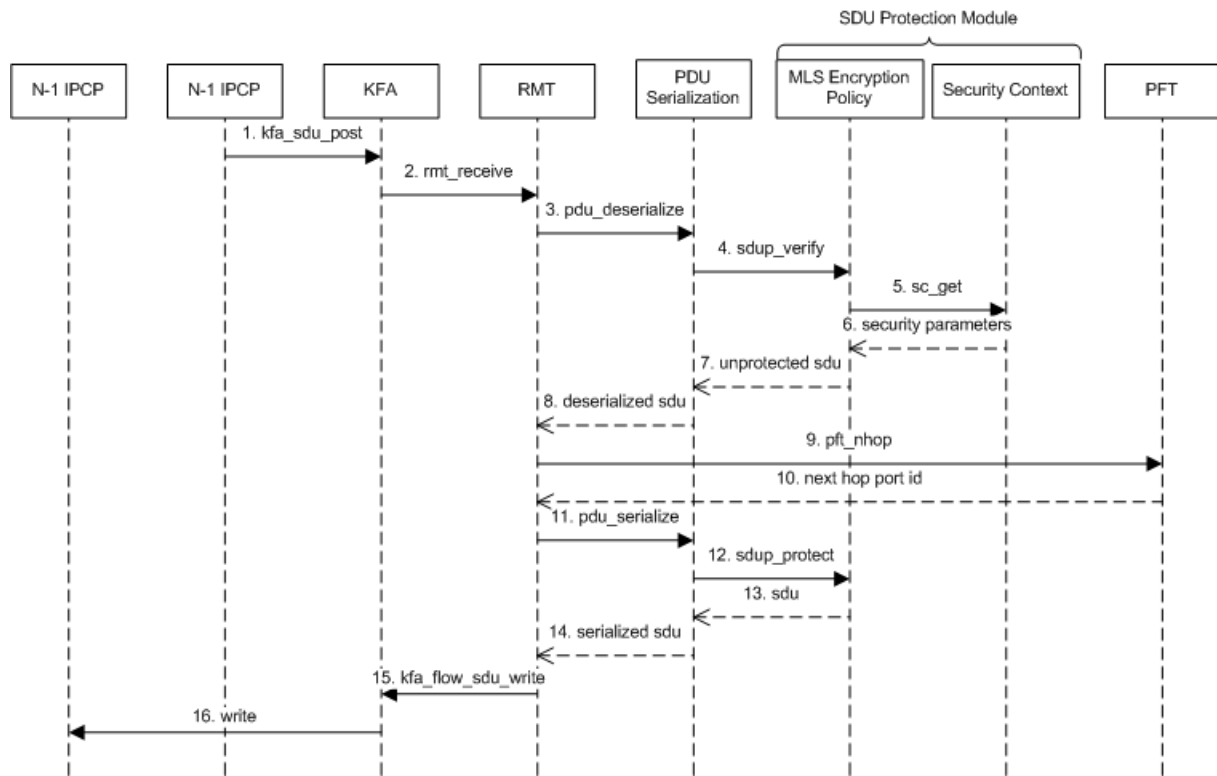 SDU Protection Module
N-1 IPCP
N-1 IPCP
KFA
RMT
PDU
Serialization
MLS Encryption
Policy
Security Context
PFT
1. kfa_sdu_post
2. rmt_receive
3. pdu_deserialize
4. sdup_verify
5. sc_get
6. security parameters
7. unprotected sdu
8. deserialized sdu
9. pft_nhop
10. next hop port id
11. pdu_serialize
12. sdup_protect
13. sdu
14. serialized sdu
15. kfa_flow_sdu_write
16. write